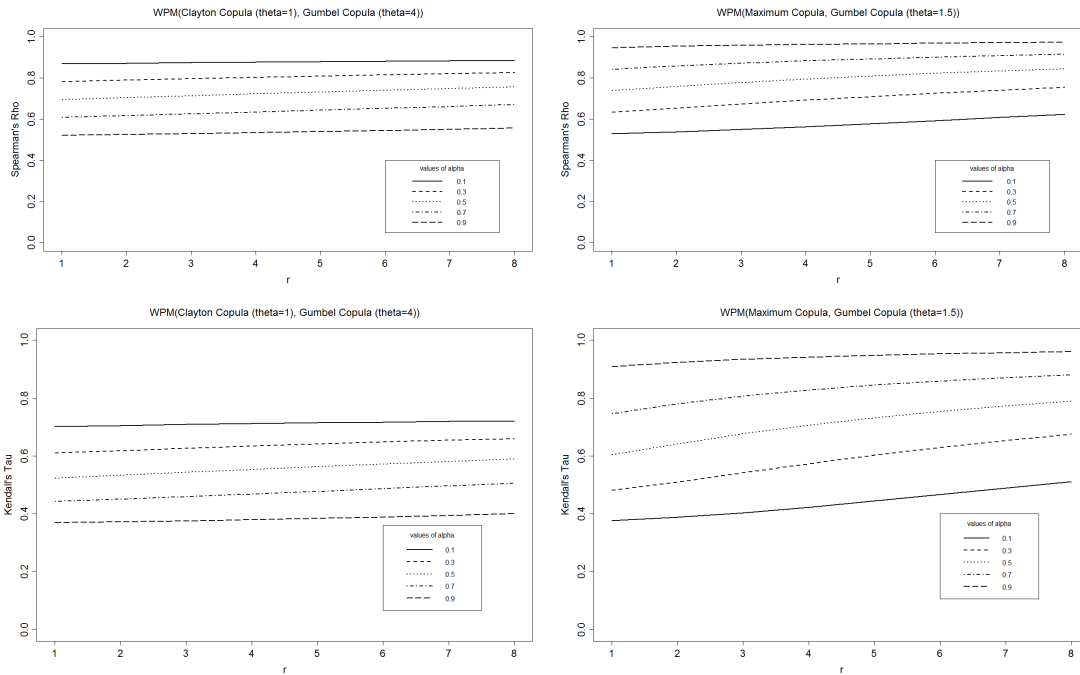 WPM(Clayton Copula (theta=1), Gumbel Copula (theta=4))
Spearman's Rho
1.0
0.8
0.6
0.4
0.2
0.0
values of alpha
0.1
0.3
0.5
0.7
0.9
1 2 3 4 5 6 7 8
r
WPM(Maximum Copula, Gumbel Copula (theta=1.5))
Spearman's Rho
1.0
0.8
0.6
0.4
0.2
0.0
values of alpha
0.1
0.3
0.5
0.7
0.9
1 2 3 4 5 6 7 8
r
WPM(Clayton Copula (theta=1), Gumbel Copula (theta=4))
Kendall's Tau
1.0
0.8
0.6
0.4
0.2
0.0
values of alpha
0.1
0.3
0.5
0.7
0.9
1 2 3 4 5 6 7 8
r
WPM(Maximum Copula, Gumbel Copula (theta=1.5))
Kendall's Tau
1.0
0.8
0.6
0.4
0.2
0.0
values of alpha
0.1
0.3
0.5
0.7
0.9
1 2 3 4 5 6 7 8
r